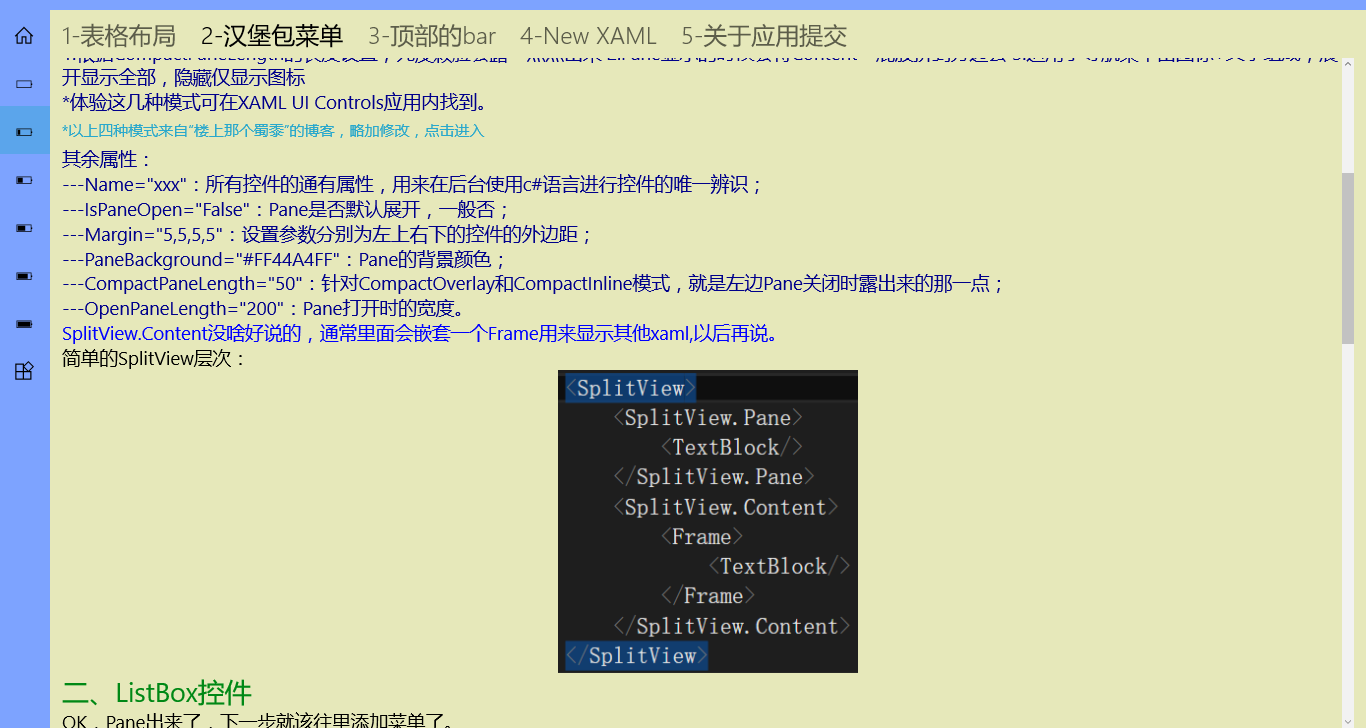 1-表格布局 2-汉堡包菜单 3-顶部的bar 4-New XAML 5-关于应用提交
开显示全部，隐藏仅显示图标
*体验这几种模式可在XAML UI Controls应用内找到。
*以上四种模式来自“楼上那个蜀黍”的博客，略加修改，点击进入
其余属性：
---Name="xxx"：所有控件的通有属性，用来在后台使用c#语言进行控件的唯一辨识；
---IsPaneOpen="False"：Pane是否默认展开，一般否；
---Margin="5,5,5,5"：设置参数分别为左上右下的控件的外边距；
---PaneBackground="#FF44A4FF"：Pane的背景颜色；
---CompactPaneLength="50"：针对CompactOverlay和CompactInline模式，就是左边Pane关闭时露出来的那一点；
---OpenPaneLength="200"：Pane打开时的宽度。
SplitView.Content没啥好说的，通常里面会嵌套一个Frame用来显示其他xaml,以后再说。
简单的SplitView层次：
<SplitView>
<SplitView.Pane>
<TextBlock/>
</SplitView.Pane>
<SplitView.Content>
<Frame>
<TextBlock/>
</Frame>
</SplitView.Content>
</SplitView>
二、ListBox控件
OK，Pane出来了，下一步就该往里添加菜单了。